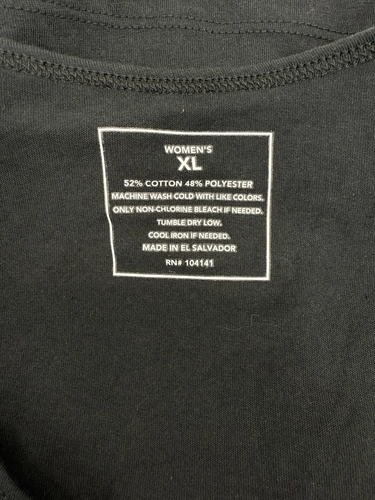 WOMEN'S
XL
52% COTTON 48% POLYESTER
MACHINE WASH COLD WITH LIKE COLORS.
ONLY NON-CHLORINE BLEACH IF NEEDED.
TUMBLE DRY LOW.
COOL IRON IF NEEDED.
MADE IN EL SALVADOR
RN# 104141